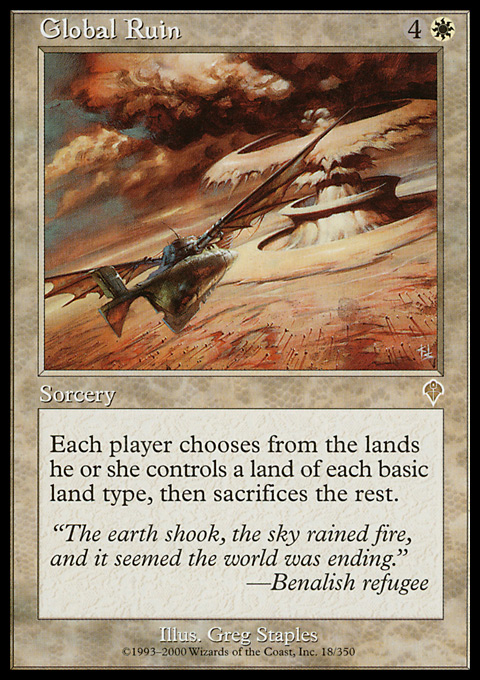 Global Ruin 4
Sorcery
Each player chooses from the lands
he or she controls a land of each basic
land type, then sacrifices the rest.
“The earth shook, the sky rained fire,
and it seemed the world was ending.”
—Benalish refugee
Illus. Greg Staples
©1993–2000 Wizards of the Coast, Inc. 18/350